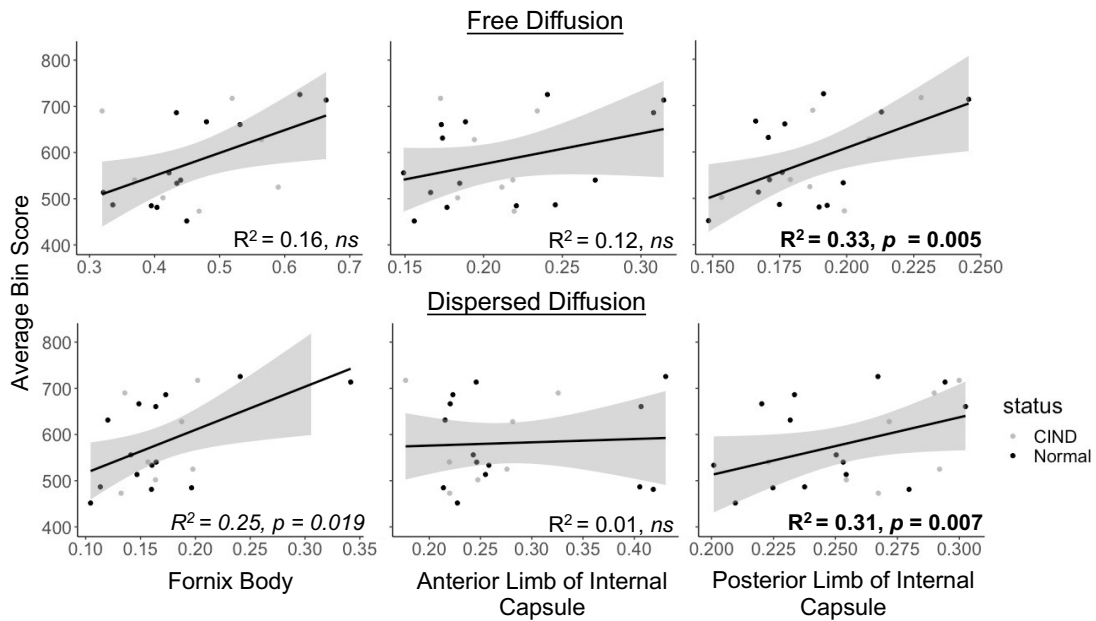 Free Diffusion
Average Bin Score
800
700
600
500
400
R² = 0.16, ns
0.3 0.4 0.5 0.6 0.7
R² = 0.12, ns
0.15 0.20 0.25 0.30
R² = 0.33, p = 0.005
0.150 0.175 0.200 0.225 0.250
Dispersed Diffusion
800
700
600
500
400
R² = 0.25, p = 0.019
0.10 0.15 0.20 0.25 0.30 0.35
Fornix Body
R² = 0.01, ns
0.20 0.25 0.30 0.35 0.40
Anterior Limb of Internal
Capsule
R² = 0.31, p = 0.007
0.200 0.225 0.250 0.275 0.300
Posterior Limb of Internal
Capsule
status
CIND
Normal